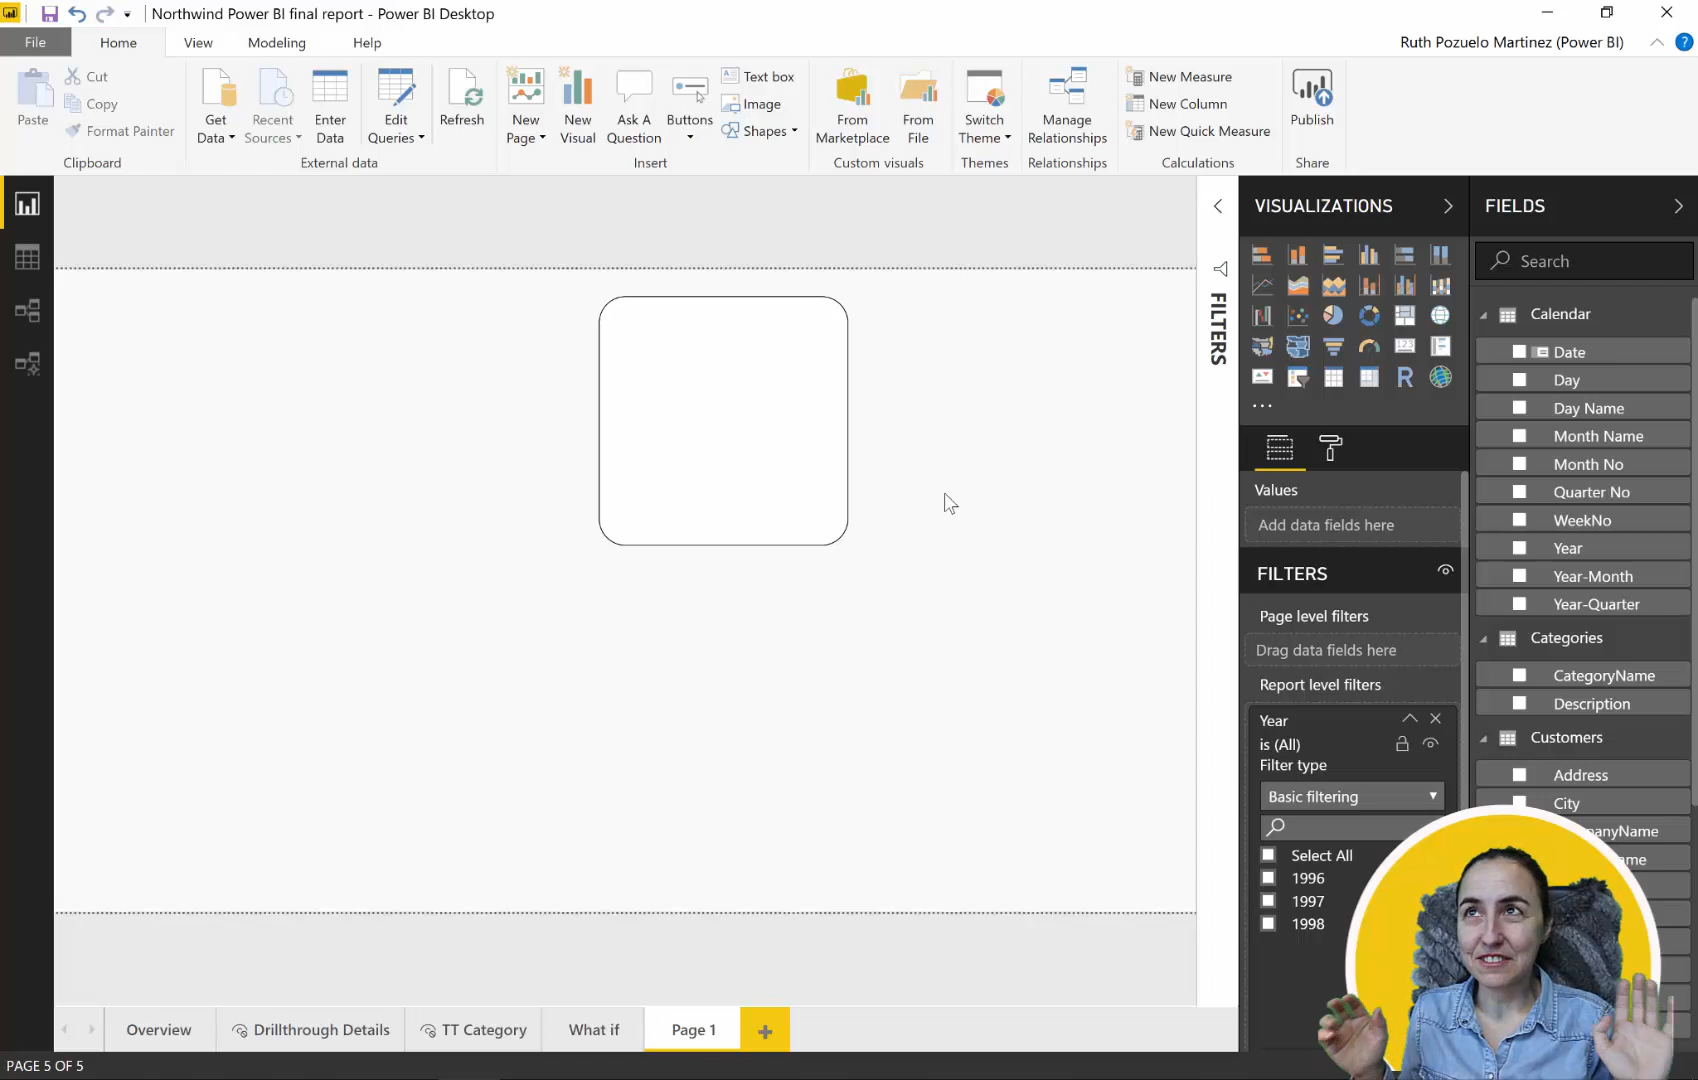 Northwind Power BI final report - Power BI Desktop
File
Home
View
Modeling
Help
Ruth Pozuelo Martinez (Power BI)
?
Paste
Cut
Copy
Format Painter
Clipboard
Get Data
Recent Sources
Enter Data
Edit Queries
Refresh
External data
New Page
New Visual
Ask A Question
Buttons
Text box
Image
Shapes
Insert
From Marketplace
From File
Custom visuals
Switch Theme
Themes
Manage Relationships
Relationships
New Measure
New Column
New Quick Measure
Calculations
Publish
Share
FILTERS
VISUALIZATIONS
123
R
...
Values
Add data fields here
FILTERS
Page level filters
Drag data fields here
Report level filters
Year
is (All)
Filter type
Basic filtering
Select All
1996
1997
1998
FIELDS
Search
Calendar
Date
Day
Day Name
Month Name
Month No
Quarter No
WeekNo
Year
Year-Month
Year-Quarter
Categories
CategoryName
Description
Customers
Address
City
anyName
ame
Overview
Drillthrough Details
TT Category
What if
Page 1
PAGE 5 OF 5